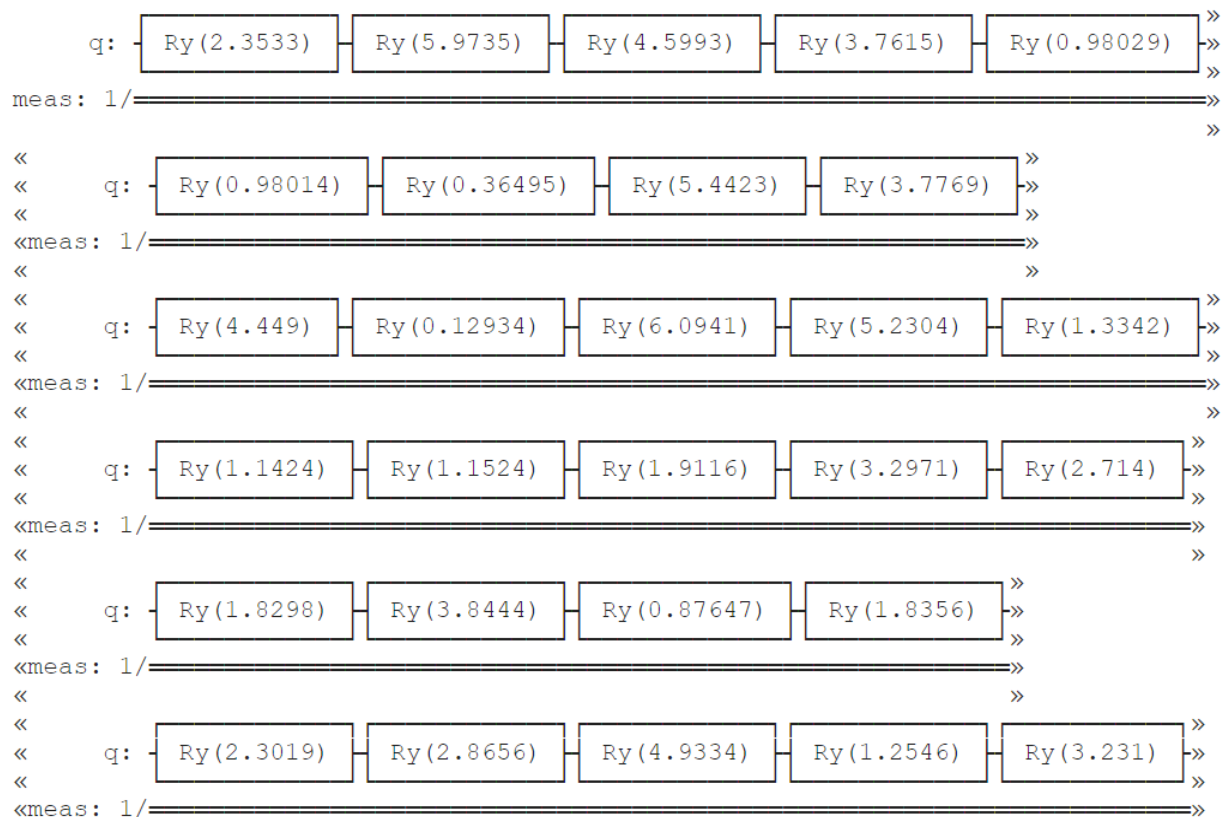 »
q: Ry(2.3533) Ry(5.9735) Ry(4.5993) Ry(3.7615) Ry(0.98029) »
»
meas: 1/ »
»
« »
« q: Ry(0.98014) Ry(0.36495) Ry(5.4423) Ry(3.7769) »
« »
«meas: 1/ »
« »
« »
« q: Ry(4.449) Ry(0.12934) Ry(6.0941) Ry(5.2304) Ry(1.3342) »
« »
«meas: 1/ »
« »
« »
« q: Ry(1.1424) Ry(1.1524) Ry(1.9116) Ry(3.2971) Ry(2.714) »
« »
«meas: 1/ »
« »
« »
« q: Ry(1.8298) Ry(3.8444) Ry(0.87647) Ry(1.8356) »
« »
«meas: 1/ »
« »
« »
« q: Ry(2.3019) Ry(2.8656) Ry(4.9334) Ry(1.2546) Ry(3.231) »
« »
«meas: 1/ »